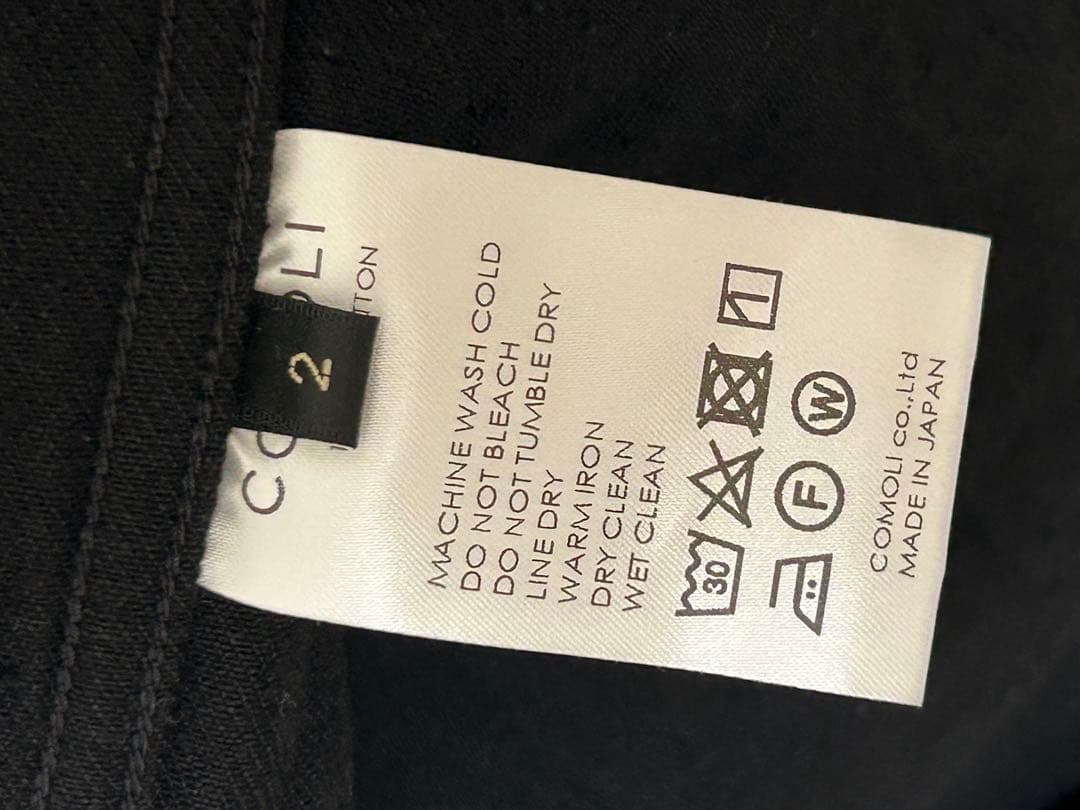 2
MACHINE WASH COLD
DO NOT BLEACH
DO NOT TUMBLE DRY
LINE DRY
WARM IRON
DRY CLEAN
WET CLEAN
30
F W
COMOLI co.,Ltd
MADE IN JAPAN